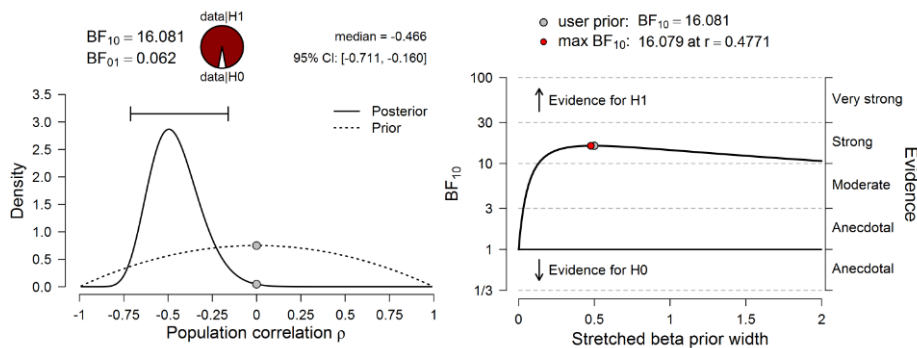 data|H1
BF10 = 16.081
BF01 = 0.062
data|H0
median = -0.466
95% CI: [-0.711, -0.160]
Posterior
Prior
Density
3.5
3.0
2.5
2.0
1.5
1.0
0.5
0.0
-1
-0.75
-0.5
-0.25
0
0.25
0.5
0.75
1
Population correlation ρ
user prior: BF10 = 16.081
max BF10: 16.079 at r = 0.4771
BF10
100
30
10
3
1
1/3
Evidence for H1
Evidence for H0
Very strong
Strong
Moderate
Anecdotal
Anecdotal
Evidence
0
0.5
1
1.5
2
Stretched beta prior width